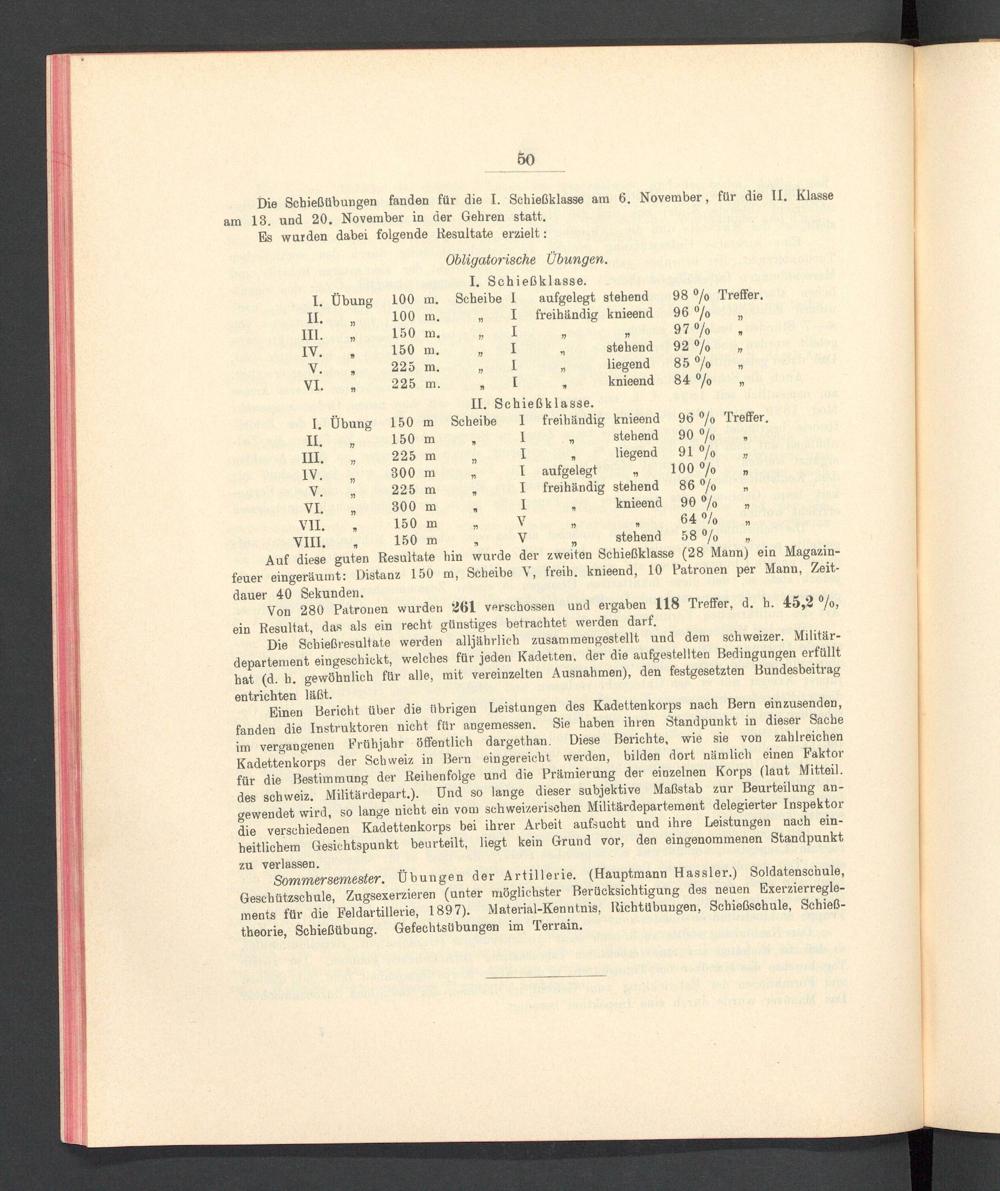 50
Die Schießübungen fanden für die I. Schießklasse am 6. November, für die II. Klasse
am 13. und 20. November in der Gehren statt.
Es wurden dabei folgende Resultate erzielt:
Obligatorische Übungen.
I. Schießklasse.
I. Übung 100 m. Scheibe I aufgelegt stehend 98 % Treffer.
II. „ 100 m. „ I freihändig knieend 96 % „
III. „ 150 m. „ I „ „ 97 % „
IV. „ 150 m. „ I „ stehend 92 % „
V. „ 225 m. „ I „ liegend 85 % „
VI. „ 225 m. „ I „ knieend 84 % „
II. Schießklasse.
I. Übung 150 m Scheibe I freihändig knieend 96 % Treffer.
II. „ 150 m „ I „ stehend 90 % „
III. „ 225 m „ I „ liegend 91 % „
IV. „ 300 m „ I aufgelegt „ 100 % „
V. „ 225 m „ I freihändig stehend 86 % „
VI. „ 300 m „ I „ knieend 90 % „
VII. „ 150 m „ V „ „ 64 % „
VIII. „ 150 m „ V „ stehend 58 % „
Auf diese guten Resultate hin wurde der zweiten Schießklasse (28 Mann) ein Magazin-
feuer eingeräumt: Distanz 150 m, Scheibe V, freih. knieend, 10 Patronen per Mann, Zeit-
dauer 40 Sekunden.
Von 280 Patronen wurden 261 verschossen und ergaben 118 Treffer, d. h. 45,2 %,
ein Resultat, das als ein recht günstiges betrachtet werden darf.
Die Schießresultate werden alljährlich zusammengestellt und dem schweizer. Militär-
departement eingeschickt, welches für jeden Kadetten, der die aufgestellten Bedingungen erfüllt
hat (d. h. gewöhnlich für alle, mit vereinzelten Ausnahmen), den festgesetzten Bundesbeitrag
entrichten läßt.
Einen Bericht über die übrigen Leistungen des Kadettenkorps nach Bern einzusenden,
fanden die Instruktoren nicht für angemessen. Sie haben ihren Standpunkt in dieser Sache
im vergangenen Frühjahr öffentlich dargethan. Diese Berichte, wie sie von zahlreichen
Kadettenkorps der Schweiz in Bern eingereicht werden, bilden dort nämlich einen Faktor
für die Bestimmung der Reihenfolge und die Prämierung der einzelnen Korps (laut Mitteil.
des schweiz. Militärdepart.). Und so lange dieser subjektive Maßstab zur Beurteilung an-
gewendet wird, so lange nicht ein vom schweizerischen Militärdepartement delegierter Inspektor
die verschiedenen Kadettenkorps bei ihrer Arbeit aufsucht und ihre Leistungen nach ein-
heitlichem Gesichtspunkt beurteilt, liegt kein Grund vor, den eingenommenen Standpunkt
zu verlassen.
Sommersemester. Übungen der Artillerie. (Hauptmann Hassler.) Soldatenschule,
Geschützschule, Zugsexerzieren (unter möglichster Berücksichtigung des neuen Exerzierregle-
ments für die Feldartillerie, 1897). Material-Kenntnis, Richtübungen, Schießschule, Schieß-
theorie, Schießübung. Gefechtsübungen im Terrain.